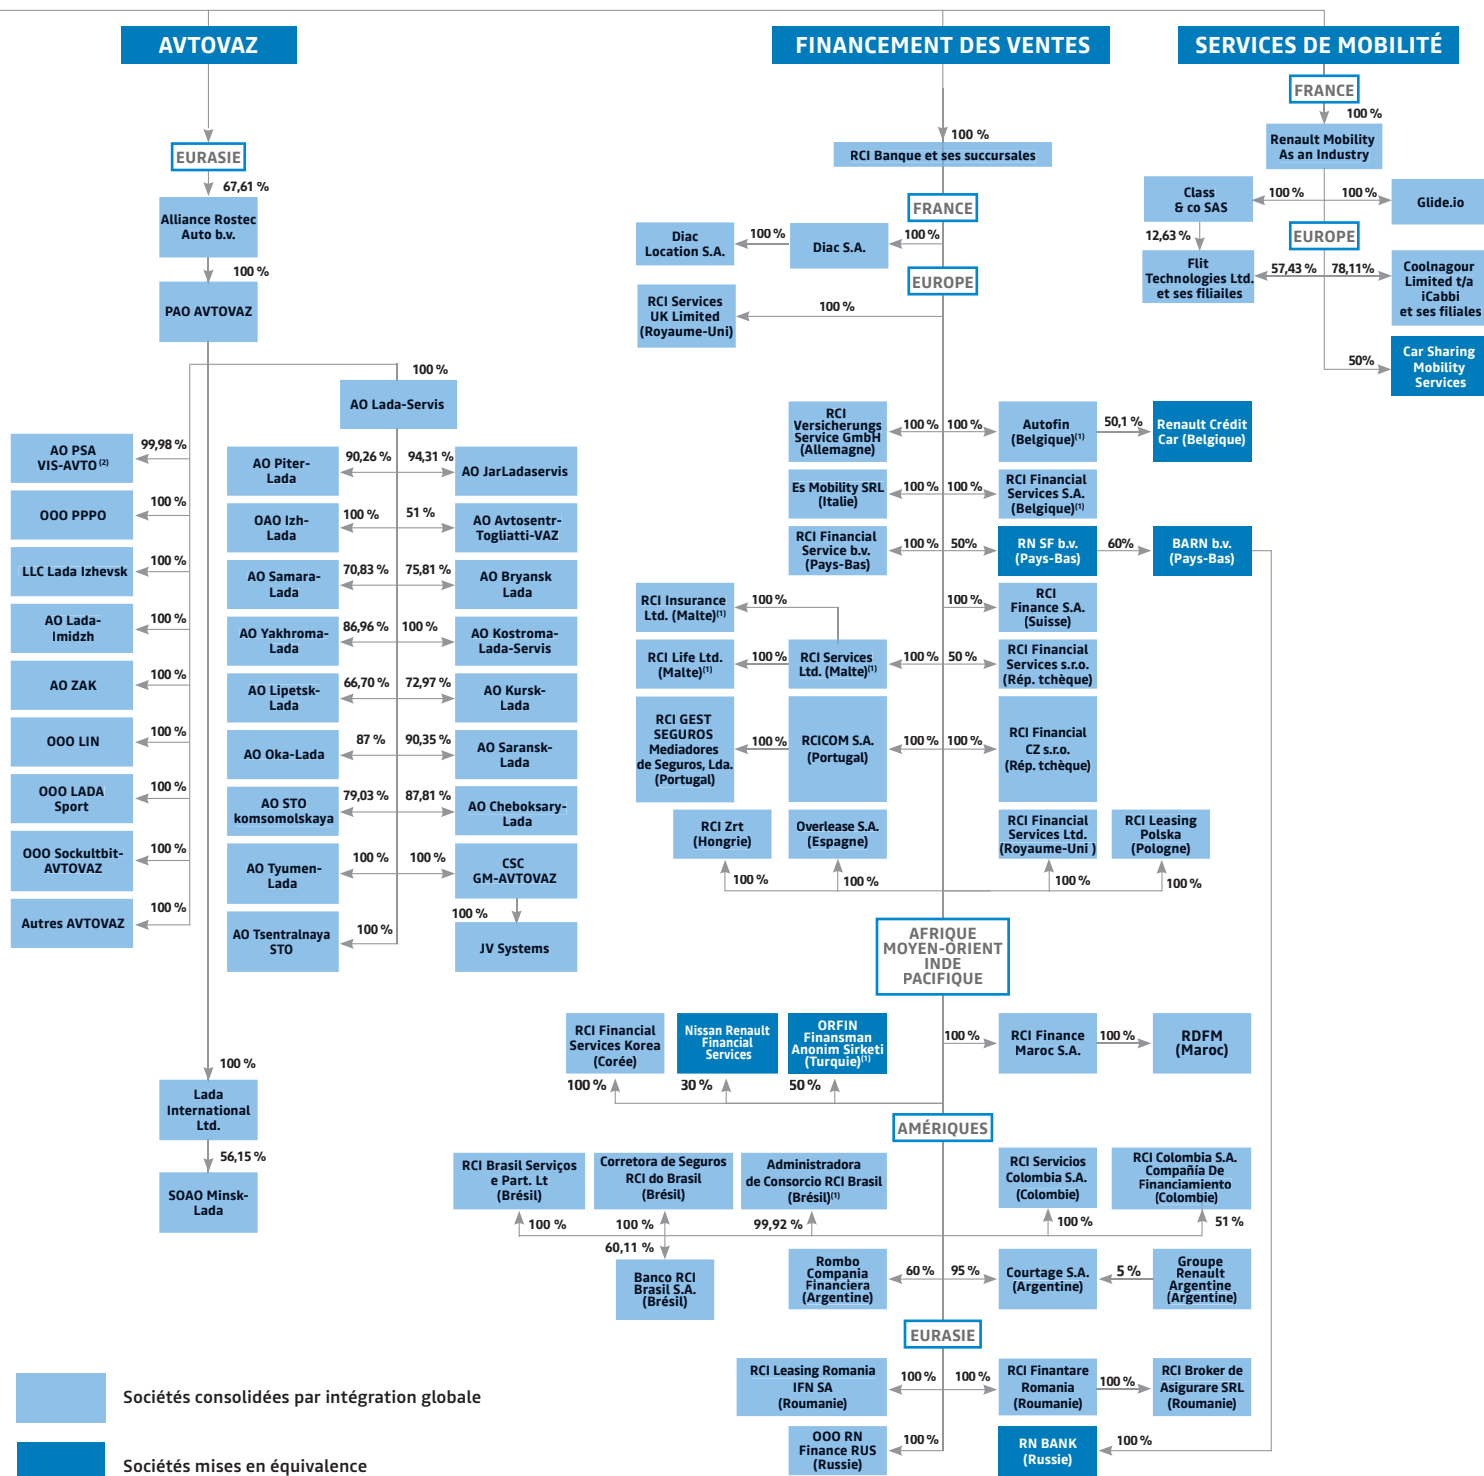 AVTOVAZ
EURASIE
67,61 %
Alliance Rostec
Auto b.v.
100 %
PAO AVTOVAZ
100 %
AO Lada-Servis
AO PSA
VIS-AVTO (2)
99,98 %
OOO PPPO
100 %
LLC Lada Izhevsk
100 %
AO Lada-
Imidzh
100 %
AO ZAK
100 %
OOO LIN
100 %
OOO LADA
Sport
100 %
OOO Sockultbit-
AVTOVAZ
100 %
Autres AVTOVAZ
100 %
AO Piter-
Lada
90,26 %
94,31 %
AO JarLadaservis
OAO Izh-
Lada
100 %
51 %
AO Avtosentr-
Togliatti-VAZ
AO Samara-
Lada
70,83 %
75,81 %
AO Bryansk
Lada
AO Yakhroma-
Lada
86,96 %
100 %
AO Kostroma-
Lada-Servis
AO Lipetsk-
Lada
66,70 %
72,97 %
AO Kursk-
Lada
AO Oka-Lada
87 %
90,35 %
AO Saransk-
Lada
AO STO
komsomolskaya
79,03 %
87,81 %
AO Cheboksary-
Lada
AO Tyumen-
Lada
100 %
100 %
CSC
GM-AVTOVAZ
100 %
JV Systems
AO Tsentralnaya
STO
100 %
100 %
Lada
International
Ltd.
56,15 %
SOAO Minsk-
Lada
FINANCEMENT DES VENTES
100 %
RCI Banque et ses succursales
FRANCE
Diac
Location S.A.
100 %
Diac S.A.
100 %
EUROPE
RCI Services
UK Limited
(Royaume-Uni)
100 %
RCI
Versicherungs
Service GmbH
(Allemagne)
100 %
100 %
Autofin
(Belgique)(1)
50,1 %
Renault Crédit
Car (Belgique)
Es Mobility SRL
(Italie)
100 %
100 %
RCI Financial
Services S.A.
(Belgique)(1)
RCI Financial
Service b.v.
(Pays-Bas)
100 %
50%
RN SF b.v.
(Pays-Bas)
60%
BARN b.v.
(Pays-Bas)
RCI Insurance
Ltd. (Malte)(1)
100 %
100 %
RCI
Finance S.A.
(Suisse)
RCI Life Ltd.
(Malte)(1)
100 %
RCI Services
Ltd. (Malte)(1)
100 %
50 %
RCI Financial
Services s.r.o.
(Rép. tchèque)
RCI GEST
SEGUROS
Mediadores
de Seguros, Lda.
(Portugal)
100 %
RCICOM S.A.
(Portugal)
100 %
100 %
RCI Financial
CZ s.r.o.
(Rép. tchèque)
RCI Zrt
(Hongrie)
100 %
Overlease S.A.
(Espagne)
100 %
RCI Financial
Services Ltd.
(Royaume-Uni )
100 %
RCI Leasing
Polska
(Pologne)
100 %
AFRIQUE
MOYEN-ORIENT
INDE
PACIFIQUE
RCI Financial
Services Korea
(Corée)
100 %
Nissan Renault
Financial
Services
30 %
ORFIN
Finansman
Anonim Sirketi
(Turquie)(1)
50 %
100 %
RCI Finance
Maroc S.A.
100 %
RDFM
(Maroc)
AMÉRIQUES
RCI Brasil Serviços
e Part. Lt
(Brésil)
100 %
Corretora de Seguros
RCI do Brasil
(Brésil)
100 %
Administradora
de Consorcio RCI Brasil
(Brésil)(1)
99,92 %
RCI Servicios
Colombia S.A.
(Colombie)
100 %
RCI Colombia S.A.
Compañía De
Financiamiento
(Colombie)
51 %
60,11 %
Banco RCI
Brasil S.A.
(Brésil)
Rombo
Compania
Financiera
(Argentine)
60 %
95 %
Courtage S.A.
(Argentine)
5 %
Groupe
Renault
Argentine
(Argentine)
EURASIE
RCI Leasing Romania
IFN SA
(Roumanie)
100 %
100 %
RCI Finantare
Romania
(Roumanie)
100 %
RCI Broker de
Asigurare SRL
(Roumanie)
OOO RN
Finance RUS
(Russie)
100 %
RN BANK
(Russie)
100 %
SERVICES DE MOBILITÉ
FRANCE
100 %
Renault Mobility
As an Industry
Class
& co SAS
100 %
100 %
Glide.io
12,63 %
EUROPE
Flit
Technologies Ltd.
et ses filiailes
57,43 %
78,11%
Coolnagour
Limited t/a
iCabbi
et ses filiales
50%
Car Sharing
Mobility
Services
Sociétés consolidées par intégration globale
Sociétés mises en équivalence